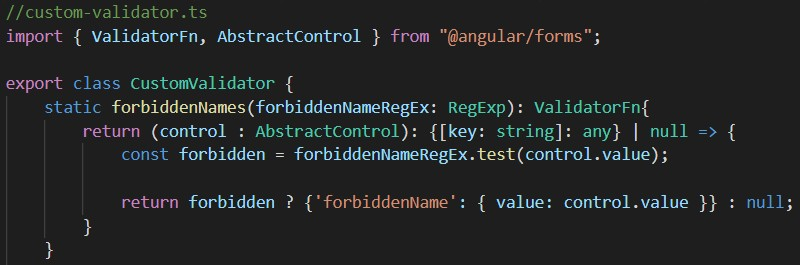 //custom-validator.ts
import { ValidatorFn, AbstractControl } from "@angular/forms";
export class CustomValidator {
static forbiddenNames(forbiddenNameRegEx: RegExp): ValidatorFn{
return (control : AbstractControl): {[key: string]: any} | null => {
const forbidden = forbiddenNameRegEx.test(control.value);
return forbidden ? {'forbiddenName': { value: control.value }} : null;
}
}